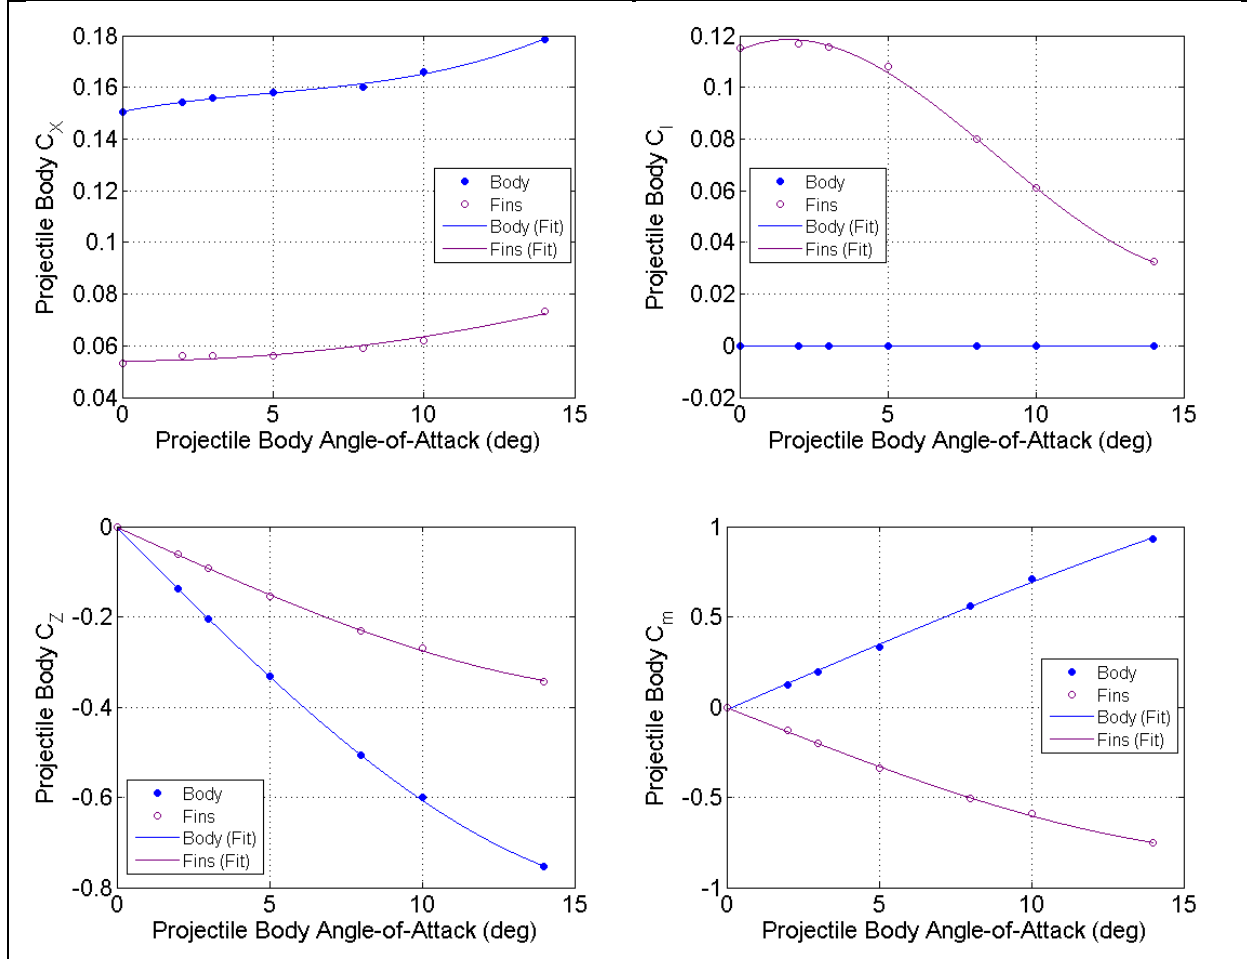 0.18
0.16
0.14
0.12
0.1
0.08
0.06
0.04
Projectile Body C_X
0
5
10
15
Projectile Body Angle-of-Attack (deg)
Body
Fins
Body (Fit)
Fins (Fit)
0.12
0.1
0.08
0.06
0.04
0.02
0
-0.02
Projectile Body C_l
0
5
10
15
Projectile Body Angle-of-Attack (deg)
Body
Fins
Body (Fit)
Fins (Fit)
0
-0.2
-0.4
-0.6
-0.8
Projectile Body C_Z
0
5
10
15
Projectile Body Angle-of-Attack (deg)
Body
Fins
Body (Fit)
Fins (Fit)
1
0.5
0
-0.5
-1
Projectile Body C_m
0
5
10
15
Projectile Body Angle-of-Attack (deg)
Body
Fins
Body (Fit)
Fins (Fit)